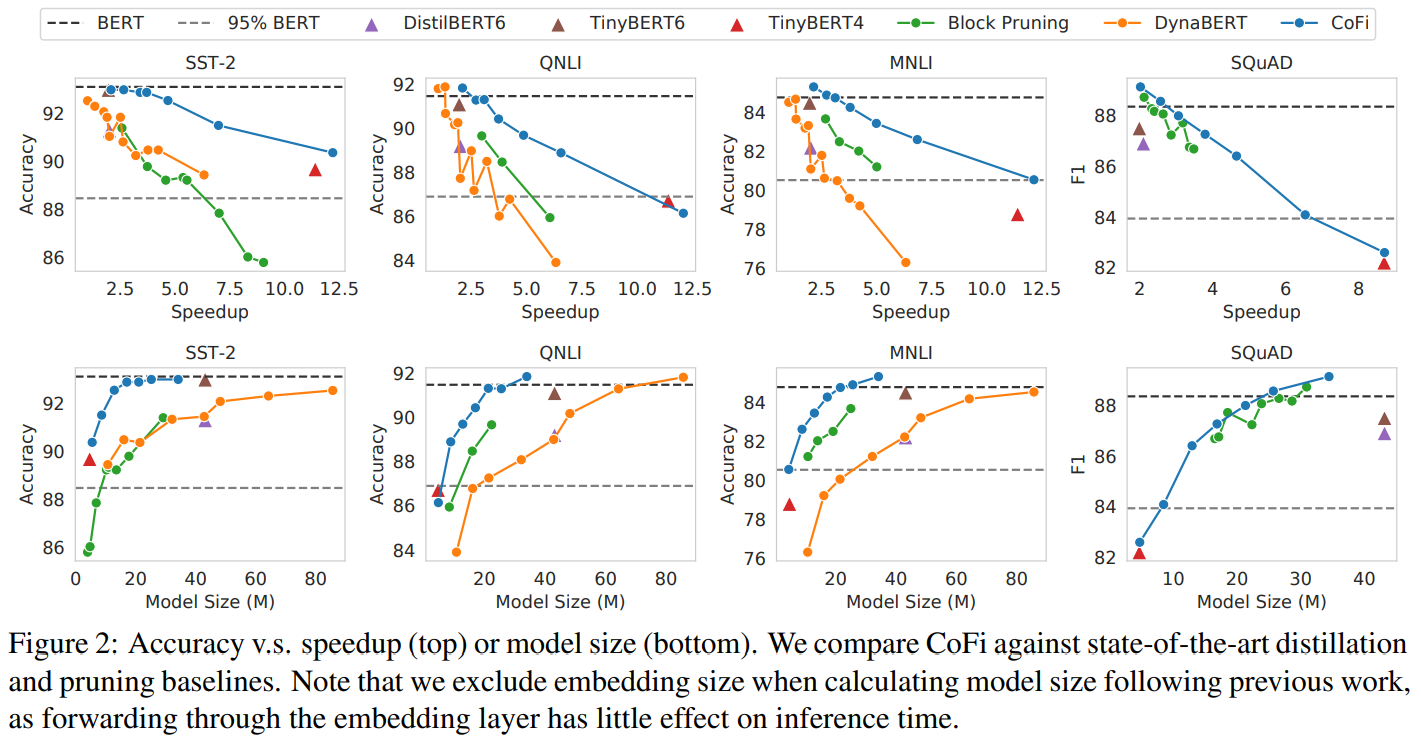 BERT 95% BERT DistilBERT6 TinyBERT6 TinyBERT4 Block Pruning DynaBERT CoFi
SST-2 QNLI MNLI SQuAD
Accuracy
92
90
88
86
2.5 5.0 7.5 10.0 12.5
Speedup
Accuracy
92
90
88
86
84
2.5 5.0 7.5 10.0 12.5
Speedup
Accuracy
84
82
80
78
76
2.5 5.0 7.5 10.0 12.5
Speedup
F1
88
86
84
82
2 4 6 8
Speedup
SST-2 QNLI MNLI SQuAD
Accuracy
92
90
88
86
0 20 40 60 80
Model Size (M)
Accuracy
92
90
88
86
84
20 40 60 80
Model Size (M)
Accuracy
84
82
80
78
76
20 40 60 80
Model Size (M)
F1
88
86
84
82
10 20 30 40
Model Size (M)
Figure 2: Accuracy v.s. speedup (top) or model size (bottom). We compare CoFi against state-of-the-art distillation
and pruning baselines. Note that we exclude embedding size when calculating model size following previous work,
as forwarding through the embedding layer has little effect on inference time.